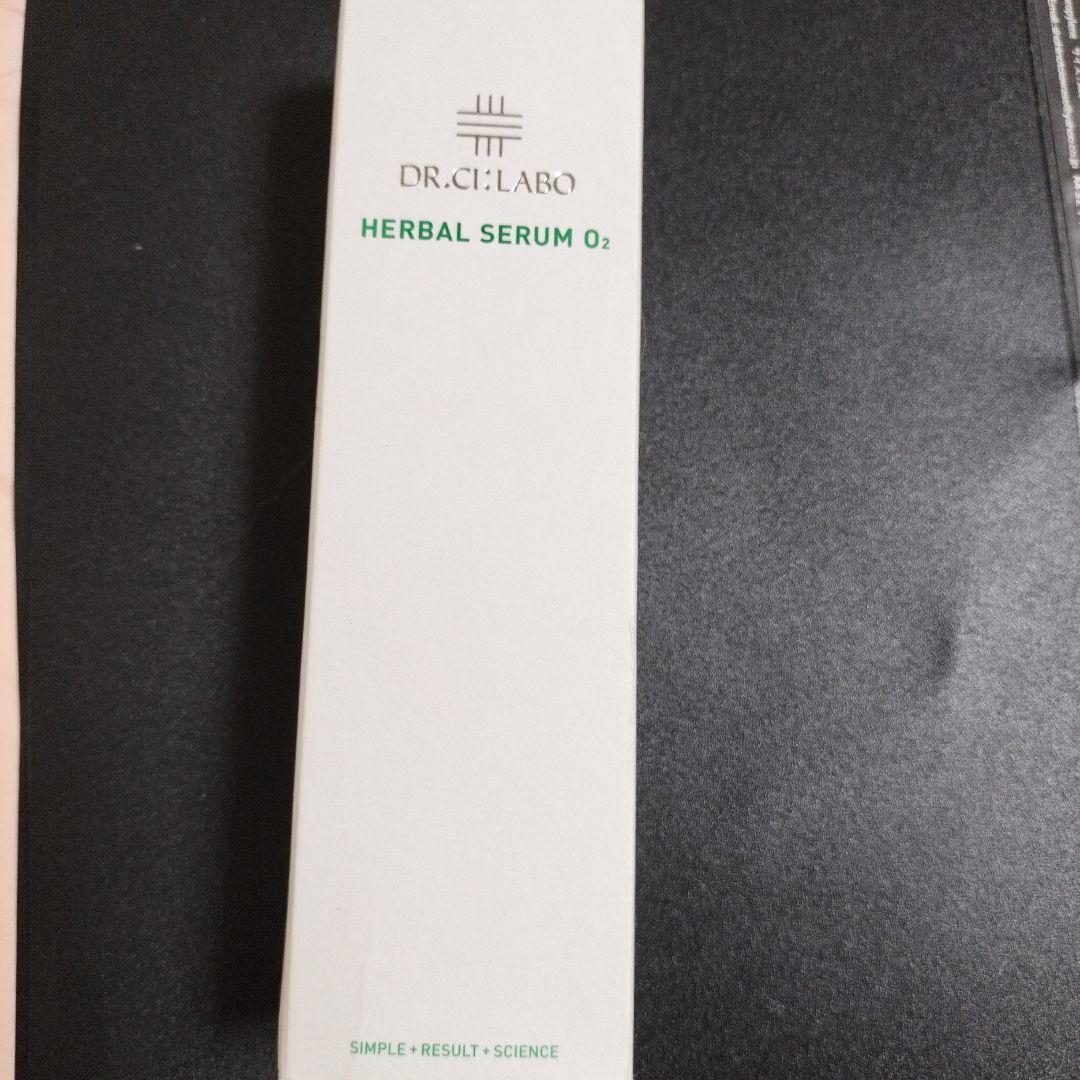 DR.CI:LABO
HERBAL SERUM O₂
SIMPLE+RESULT+SCIENCE